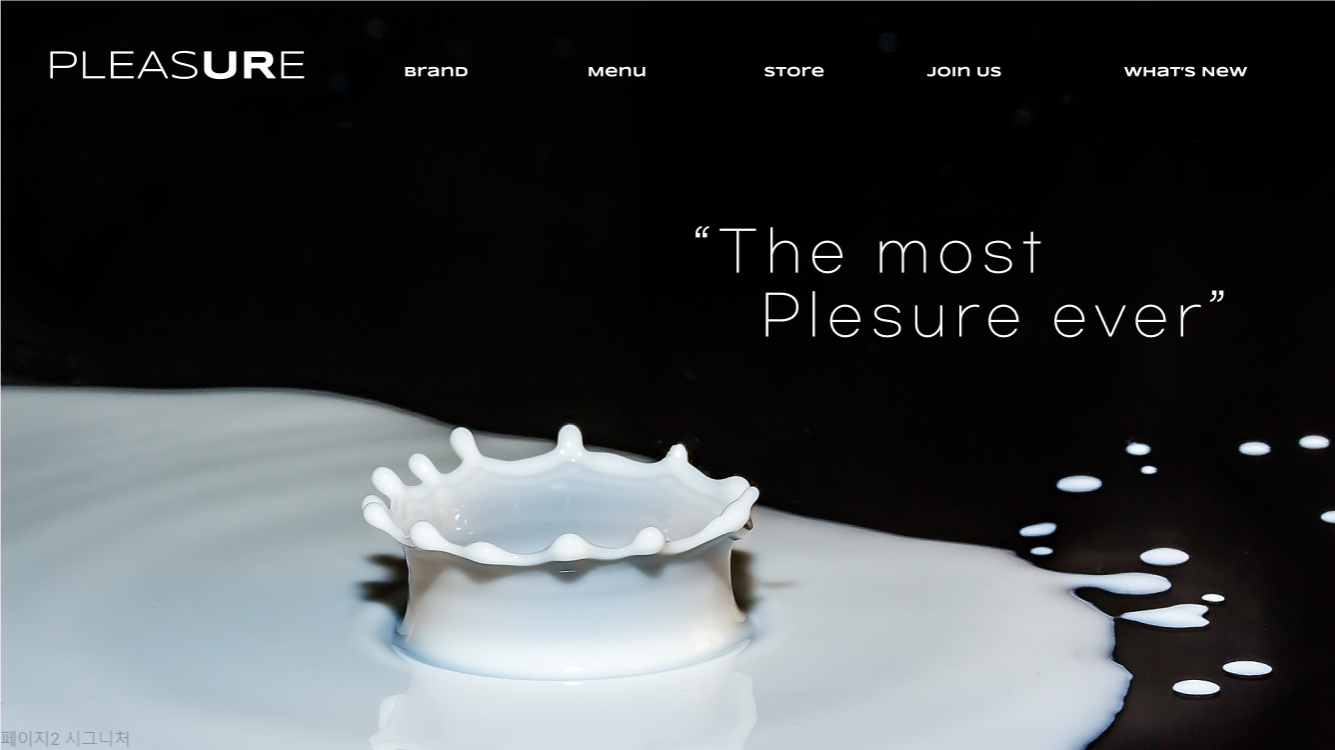 PLEASURE
Brand
Menu
Store
Join us
What's New
“The most
Plesure ever”
페이지2 시그니처